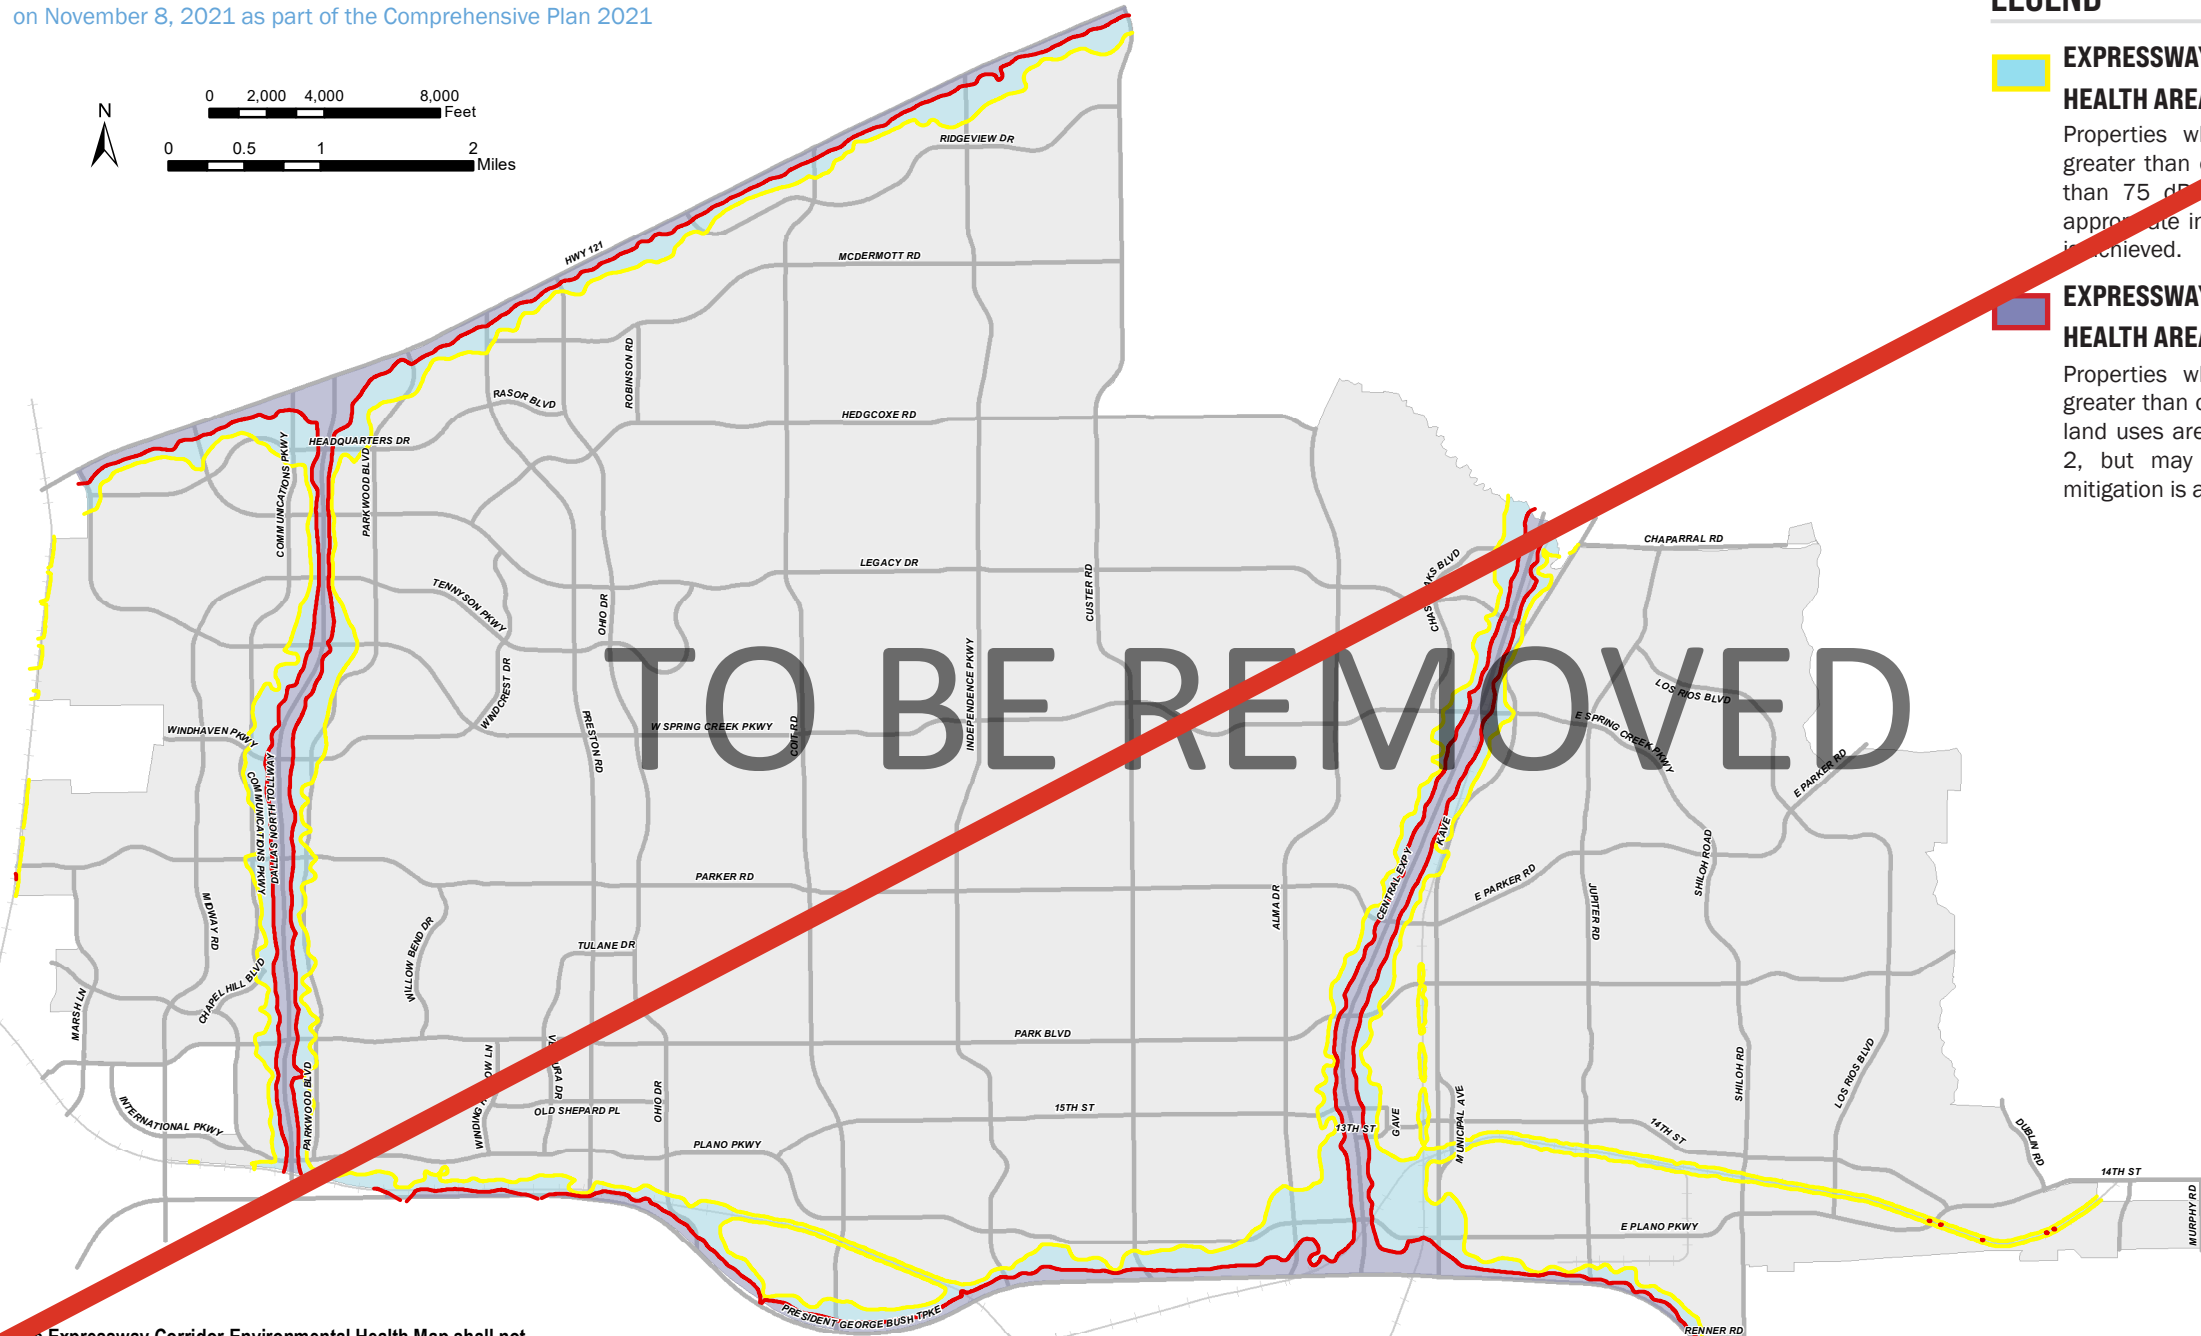 on November 8, 2021 as part of the Comprehensive Plan 2021
LEGEND
N
0 2,000 4,000 8,000
Feet
0 0.5 1 2
Miles
EXPRESSWAY
HEALTH AREA
Properties
greater than
than 75
is achieved.
EXPRESSWAY
HEALTH AREA
Properties
greater than
land uses are
2, but may
mitigation is
RIDGEVIEW DR
HWY 121
MCDERMOTT RD
ROBINSON RD
RASOR BLVD
HEDGCOXE RD
HEADQUARTERS DR
COMMUNICATIONS PKWY
PARKWOOD BLVD
CHAPARRAL RD
LEGACY DR
TENNYSON PKWY
OHIO DR
CUSTER RD
WINDCREST DR
INDEPENDENCE PKWY
TO BE REMOVED
LOS RIOS BLVD
WINDHAVEN PKWY
PRESTON RD
W SPRING CREEK PKWY
COIT RD
E SPRING CREEK PKWY
E PARKER RD
COMMUNICATIONS PKWY
DALLAS NORTH TOLLWAY
K AVE
CENTRAL EXPY
SHILOH ROAD
PARKER RD
E PARKER RD
MIDWAY RD
WILLOW BEND DR
ALMA DR
JUPITER RD
TULANE DR
CHAPEL HILL BLVD
MARSH LN
PARK BLVD
PARKWOOD BLVD
OHIO DR
OLD SHEPARD PL
15TH ST
INTERNATIONAL PKWY
PLANO PKWY
13TH ST
G AVE
MUNICIPAL AVE
14TH ST
SHILOH RD
LOS RIOS BLVD
DUBLIN RD
14TH ST
MURPHY RD
E PLANO PKWY
PRESIDENT GEORGE BUSH TPKE
RENNER RD
Expressway Corridor Environmental Health Map shall not